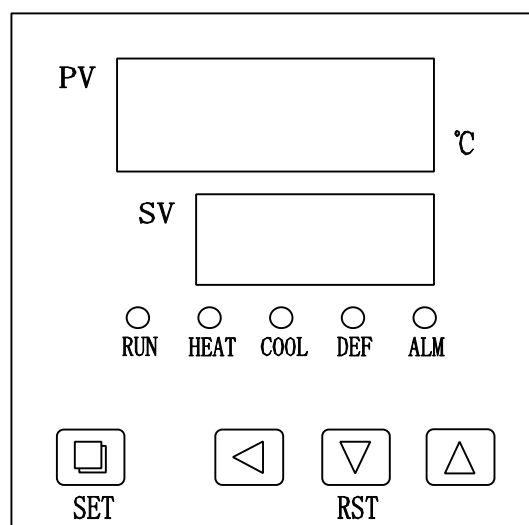 PV
℃
SV
RUN HEAT COOL DEF ALM
SET RST